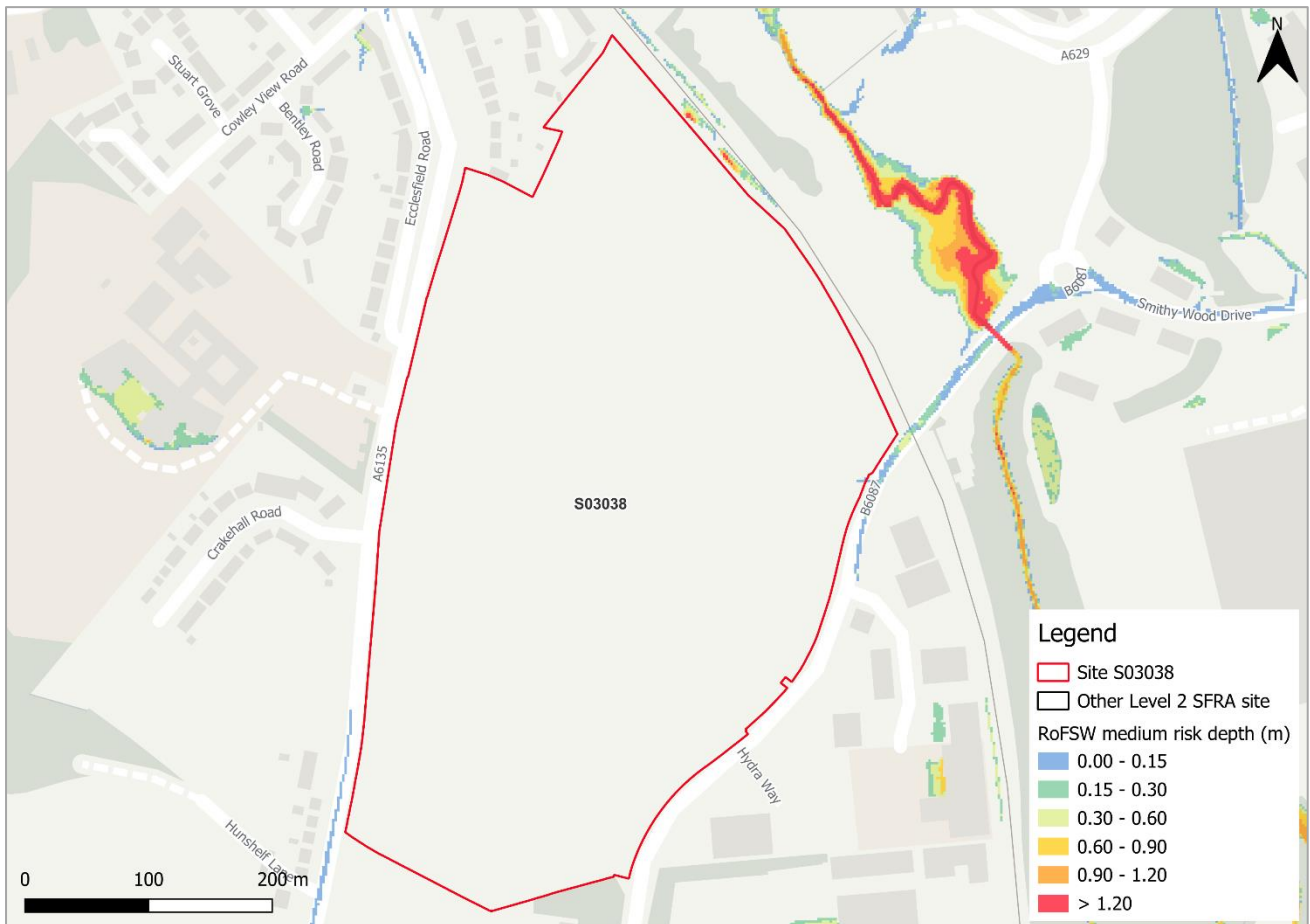 N
A629
Stuart Grove
Cowley View Road
Bentley Road
Ecclesfield Road
B6087
Smithy Wood Drive
A6135
S03038
B6087
Crakehall Road
Hydra Way
Hunshelf Lane
0 100 200 m
Legend
Site S03038
Other Level 2 SFRA site
RoFSW medium risk depth (m)
0.00 - 0.15
0.15 - 0.30
0.30 - 0.60
0.60 - 0.90
0.90 - 1.20
> 1.20